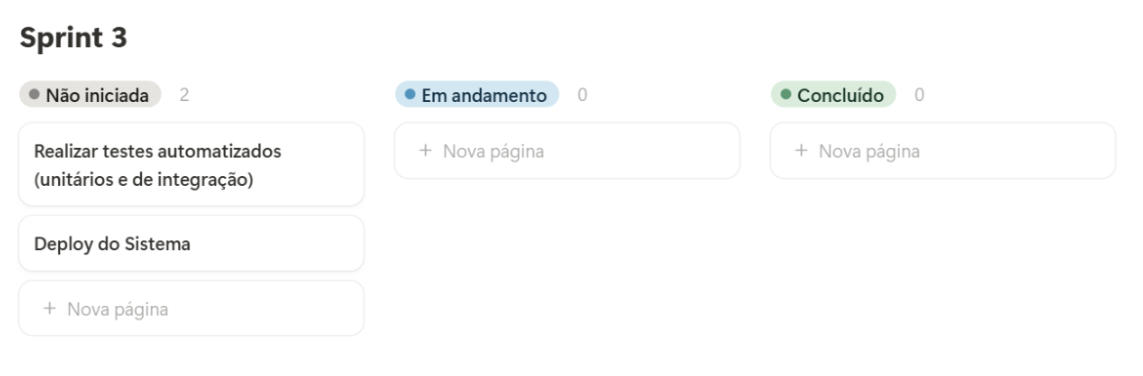 Sprint 3
Não iniciada 2
Em andamento 0
Concluído 0
Realizar testes automatizados
(unitários e de integração)
Deploy do Sistema
+ Nova página
+ Nova página
+ Nova página